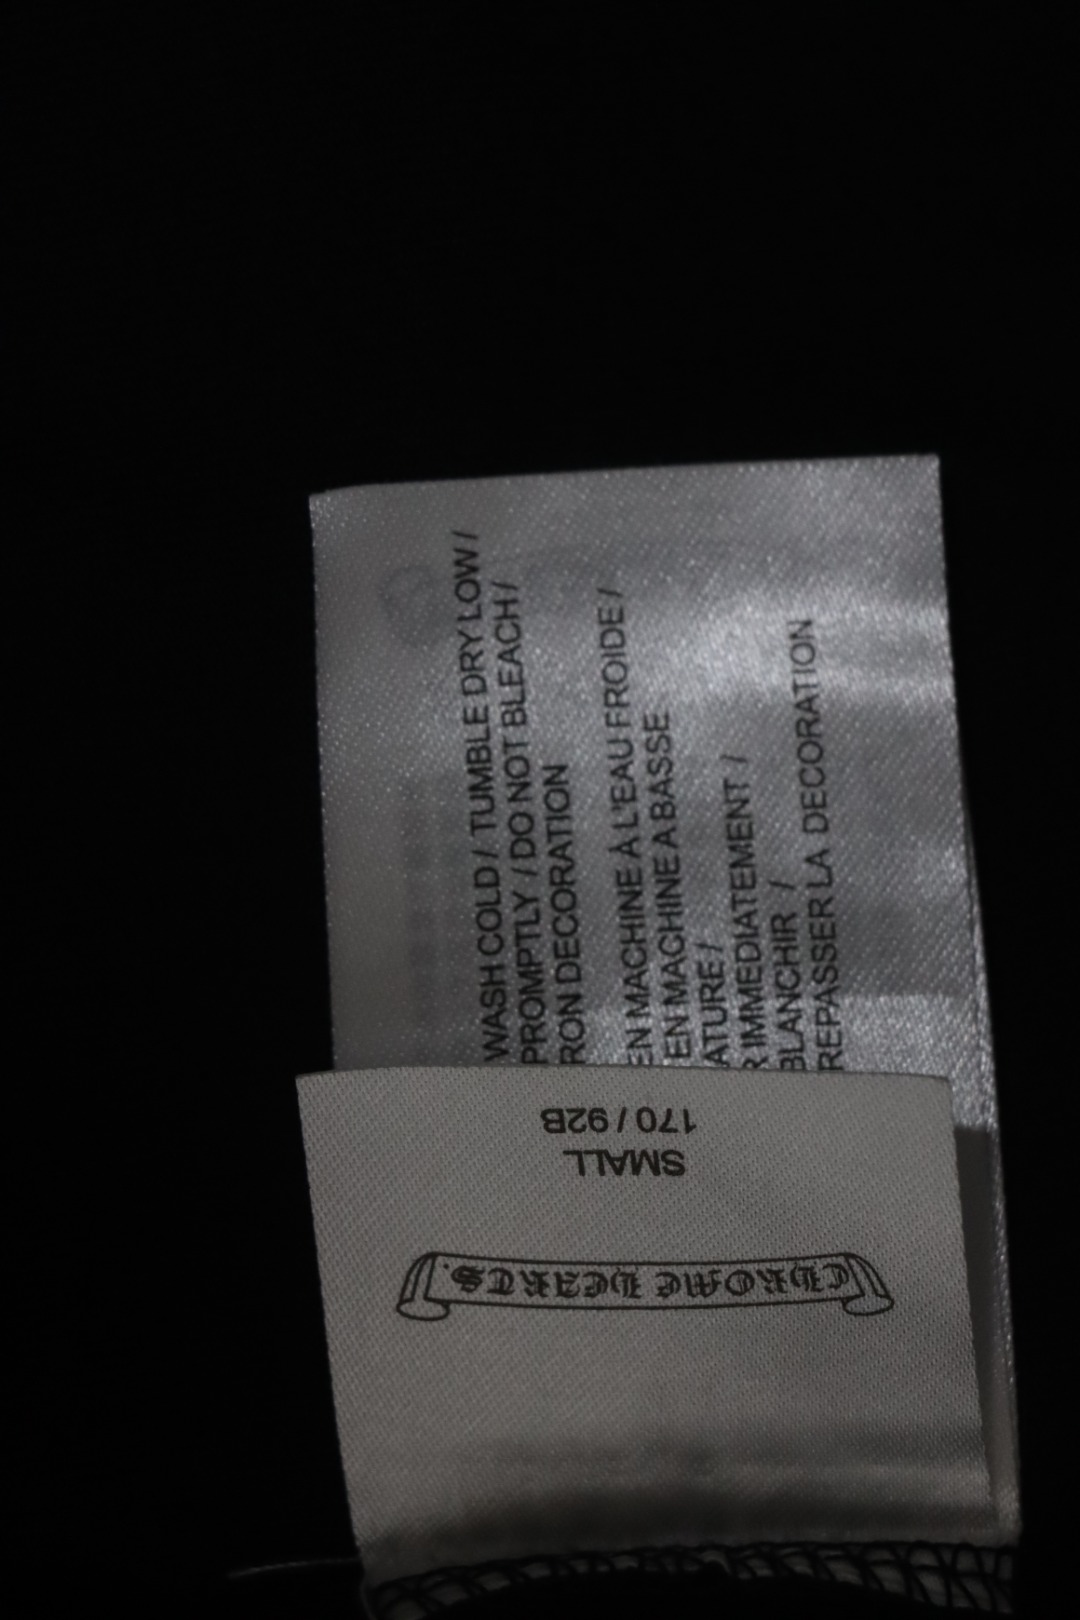 WASH COLD / TUMBLE DRY LOW /
PROMPTLY / DO NOT BLEACH /
RON DECORATION
EN MACHINE À L'EAU FROIDE /
EN MACHINE A BASSE
ATURE /
R IMMEDIATEMENT /
BLANCHIR /
REPASSER LA DECORATION
CHROME HEARTS
SMALL
170 / 92B